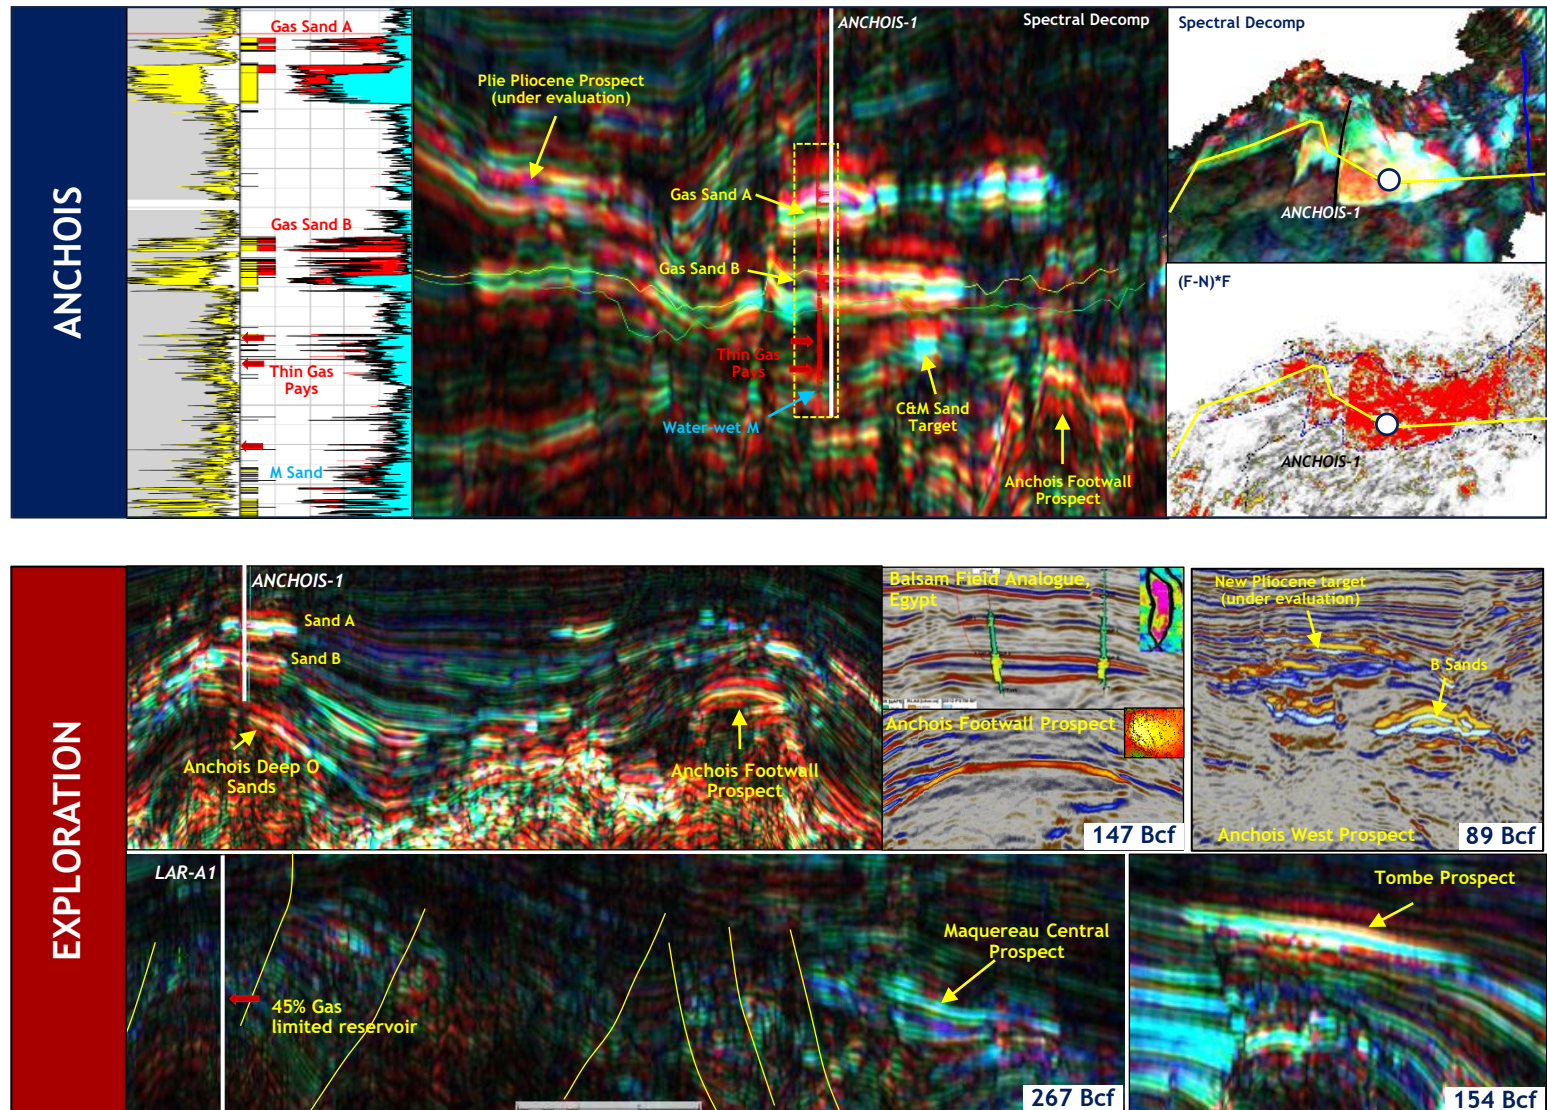 ANCHOIS
Gas Sand A
Gas Sand B
Thin Gas
Pays
M Sand
ANCHOIS-1
Spectral Decomp
Plie Pliocene Prospect
(under evaluation)
Gas Sand A
Gas Sand B
Thin Gas
Pays
Water-wet M
C&M Sand
Target
Anchois Footwall
Prospect
Spectral Decomp
ANCHOIS-1
(F-N)*F
ANCHOIS-1
EXPLORATION
ANCHOIS-1
Sand A
Sand B
Anchois Deep O
Sands
Anchois Footwall
Prospect
Balsam Field Analogue,
Egypt
Anchois Footwall Prospect
147 Bcf
New Pliocene target
(under evaluation)
B Sands
Anchois West Prospect
89 Bcf
LAR-A1
45% Gas
limited reservoir
Maquereau Central
Prospect
267 Bcf
Tombe Prospect
154 Bcf